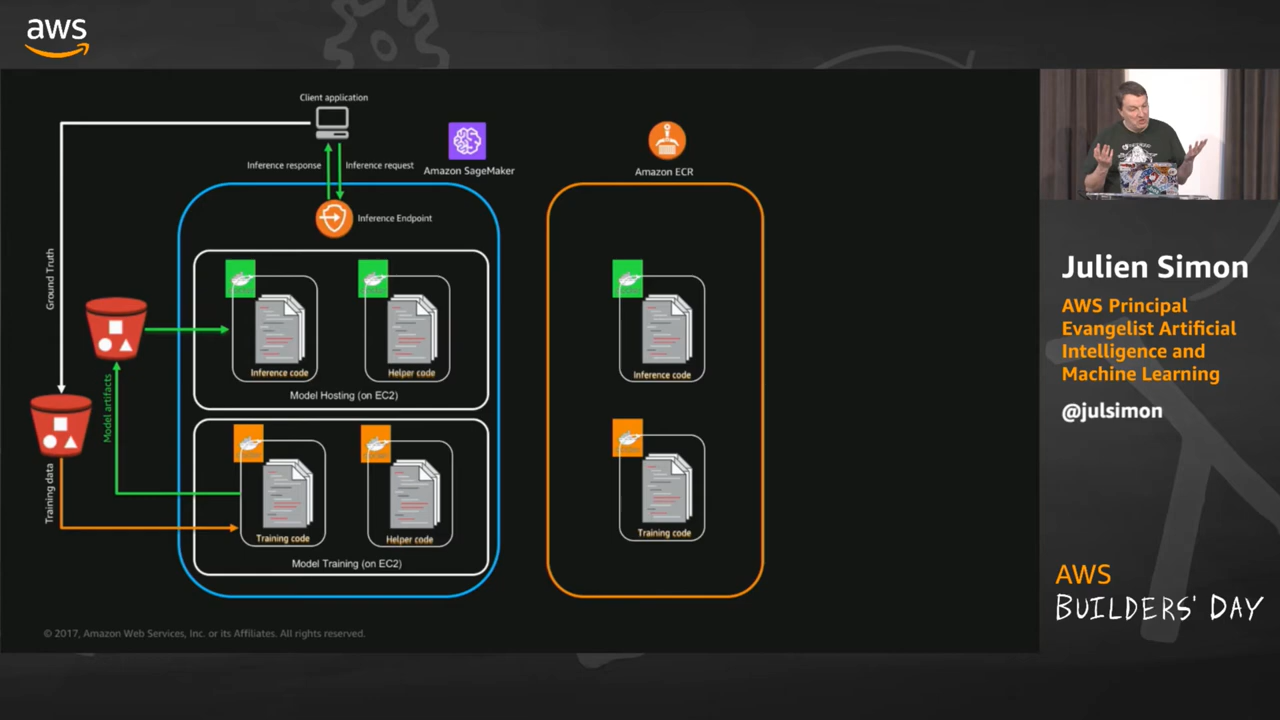 aws
Client application
Inference response
Inference request
Amazon SageMaker
Amazon ECR
Inference Endpoint
Ground Truth
Inference code
Helper code
Inference code
Model Hosting (on EC2)
Model artifacts
Training data
Training code
Helper code
Training code
Model Training (on EC2)
© 2017, Amazon Web Services, Inc. or its Affiliates. All rights reserved.
Julien Simon
AWS Principal
Evangelist Artificial
Intelligence and
Machine Learning
@julsimon
AWS
BUILDERS' DAY